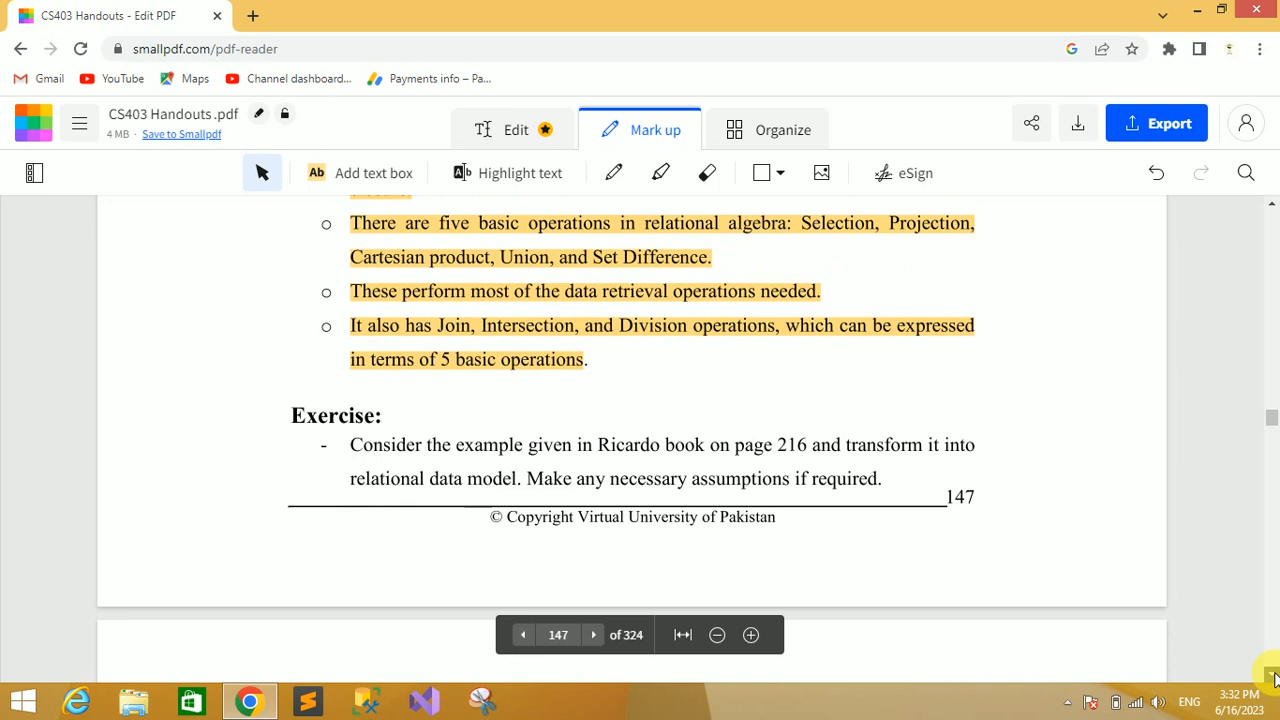 CS403 Handouts - Edit PDF
smallpdf.com/pdf-reader
Gmail YouTube Maps Channel dashboard... Payments info – Pa...
CS403 Handouts .pdf
4 MB · Save to Smallpdf
Edit Mark up Organize Export
Ab Add text box Highlight text eSign
o There are five basic operations in relational algebra: Selection, Projection,
Cartesian product, Union, and Set Difference.
o These perform most of the data retrieval operations needed.
o It also has Join, Intersection, and Division operations, which can be expressed
in terms of 5 basic operations.
Exercise:
- Consider the example given in Ricardo book on page 216 and transform it into
relational data model. Make any necessary assumptions if required.
147
© Copyright Virtual University of Pakistan
147 of 324
ENG
3:32 PM
6/16/2023